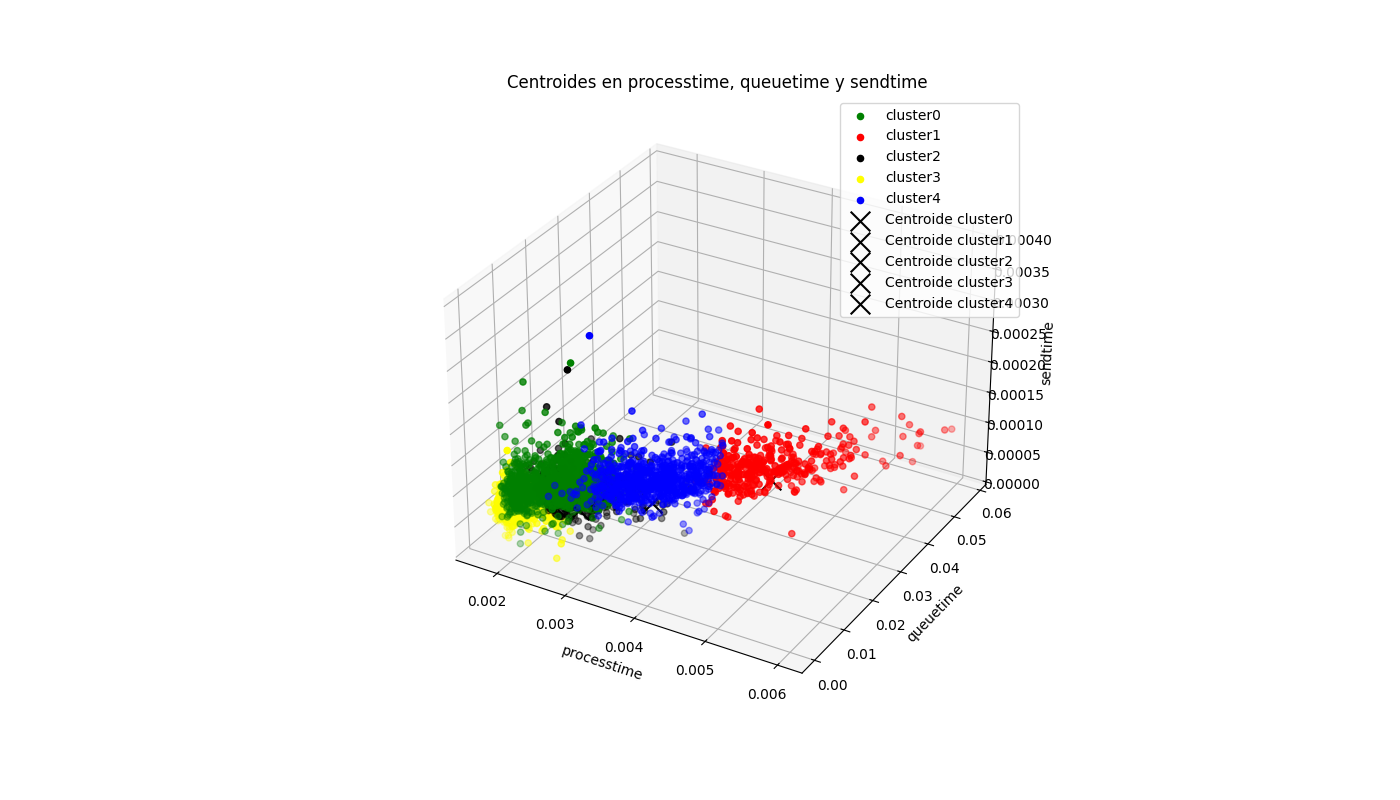 Centroides en processtime, queuetime y sendtime
cluster0
cluster1
cluster2
cluster3
cluster4
Centroide cluster0
Centroide cluster1
Centroide cluster2
Centroide cluster3
Centroide cluster4
0.00040
0.00035
0.00030
0.00025
0.00020
0.00015
0.00010
0.00005
0.00000
sendtime
0.06
0.05
0.04
0.03
0.02
0.01
0.00
queuetime
0.002
0.003
0.004
0.005
0.006
processtime